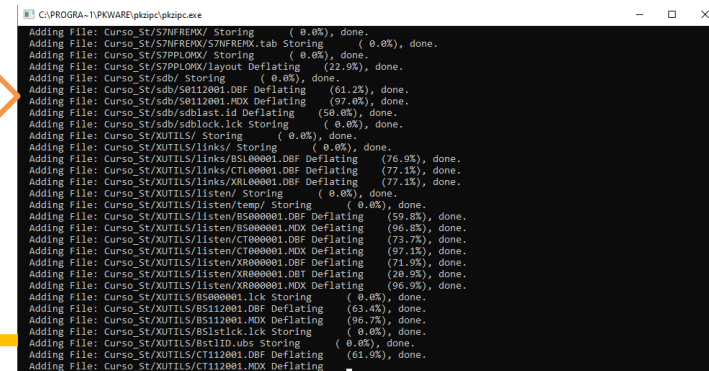 C:\PROGRA~1\PKWARE\pkzipc\pkzipc.exe
Adding File: Curso_St/S7NFREMX/ Storing ( 0.0%), done.
Adding File: Curso_St/S7NFREMX/S7NFREMX.tab Storing ( 0.0%), done.
Adding File: Curso_St/S7PPLOMX/ Storing ( 0.0%), done.
Adding File: Curso_St/S7PPLOMX/layout Deflating (22.9%), done.
Adding File: Curso_St/sdb/ Storing ( 0.0%), done.
Adding File: Curso_St/sdb/S0112001.DBF Deflating (61.2%), done.
Adding File: Curso_St/sdb/S0112001.MDX Deflating (97.0%), done.
Adding File: Curso_St/sdb/sdblast.id Deflating (50.0%), done.
Adding File: Curso_St/sdb/sdblock.lck Storing ( 0.0%), done.
Adding File: Curso_St/XUTILS/ Storing ( 0.0%), done.
Adding File: Curso_St/XUTILS/links/ Storing ( 0.0%), done.
Adding File: Curso_St/XUTILS/links/BSL00001.DBF Deflating (76.9%), done.
Adding File: Curso_St/XUTILS/links/CTL00001.DBF Deflating (77.1%), done.
Adding File: Curso_St/XUTILS/links/XRL00001.DBF Deflating (77.1%), done.
Adding File: Curso_St/XUTILS/listen/ Storing ( 0.0%), done.
Adding File: Curso_St/XUTILS/listen/temp/ Storing ( 0.0%), done.
Adding File: Curso_St/XUTILS/listen/BS000001.DBF Deflating (59.8%), done.
Adding File: Curso_St/XUTILS/listen/BS000001.MDX Deflating (96.8%), done.
Adding File: Curso_St/XUTILS/listen/CT000001.DBF Deflating (73.7%), done.
Adding File: Curso_St/XUTILS/listen/CT000001.MDX Deflating (97.1%), done.
Adding File: Curso_St/XUTILS/listen/XR000001.DBF Deflating (71.9%), done.
Adding File: Curso_St/XUTILS/listen/XR000001.DBT Deflating (20.9%), done.
Adding File: Curso_St/XUTILS/listen/XR000001.MDX Deflating (96.9%), done.
Adding File: Curso_St/XUTILS/BS000001.lck Storing ( 0.0%), done.
Adding File: Curso_St/XUTILS/BS112001.DBF Deflating (63.4%), done.
Adding File: Curso_St/XUTILS/BS112001.MDX Deflating (96.7%), done.
Adding File: Curso_St/XUTILS/BSlstlck.lck Storing ( 0.0%), done.
Adding File: Curso_St/XUTILS/BstlID.ubs Storing ( 0.0%), done.
Adding File: Curso_St/XUTILS/CT112001.DBF Deflating (61.9%), done.
Adding File: Curso_St/XUTILS/CT112001.MDX Deflating